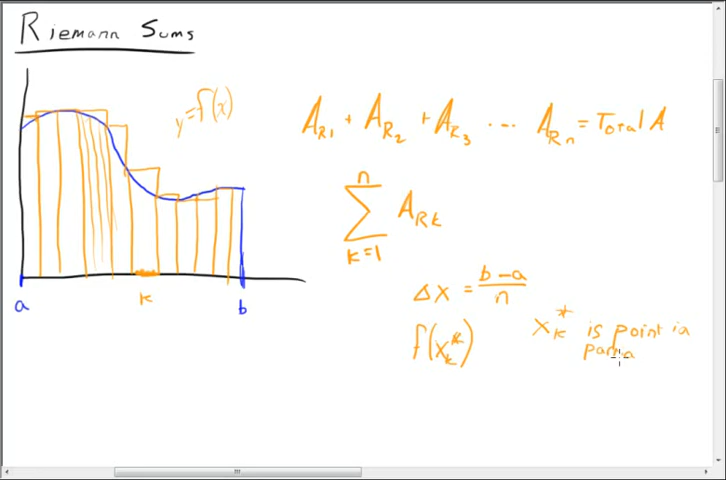 Riemann Sums
y=f(x)
A_R1 + A_R2 + A_R3 ... A_Rn = Total A
n
∑ A_Rk
k=1
Δx = b-a / n
f(x_k^*)
x_k^* is point in
a
k
b